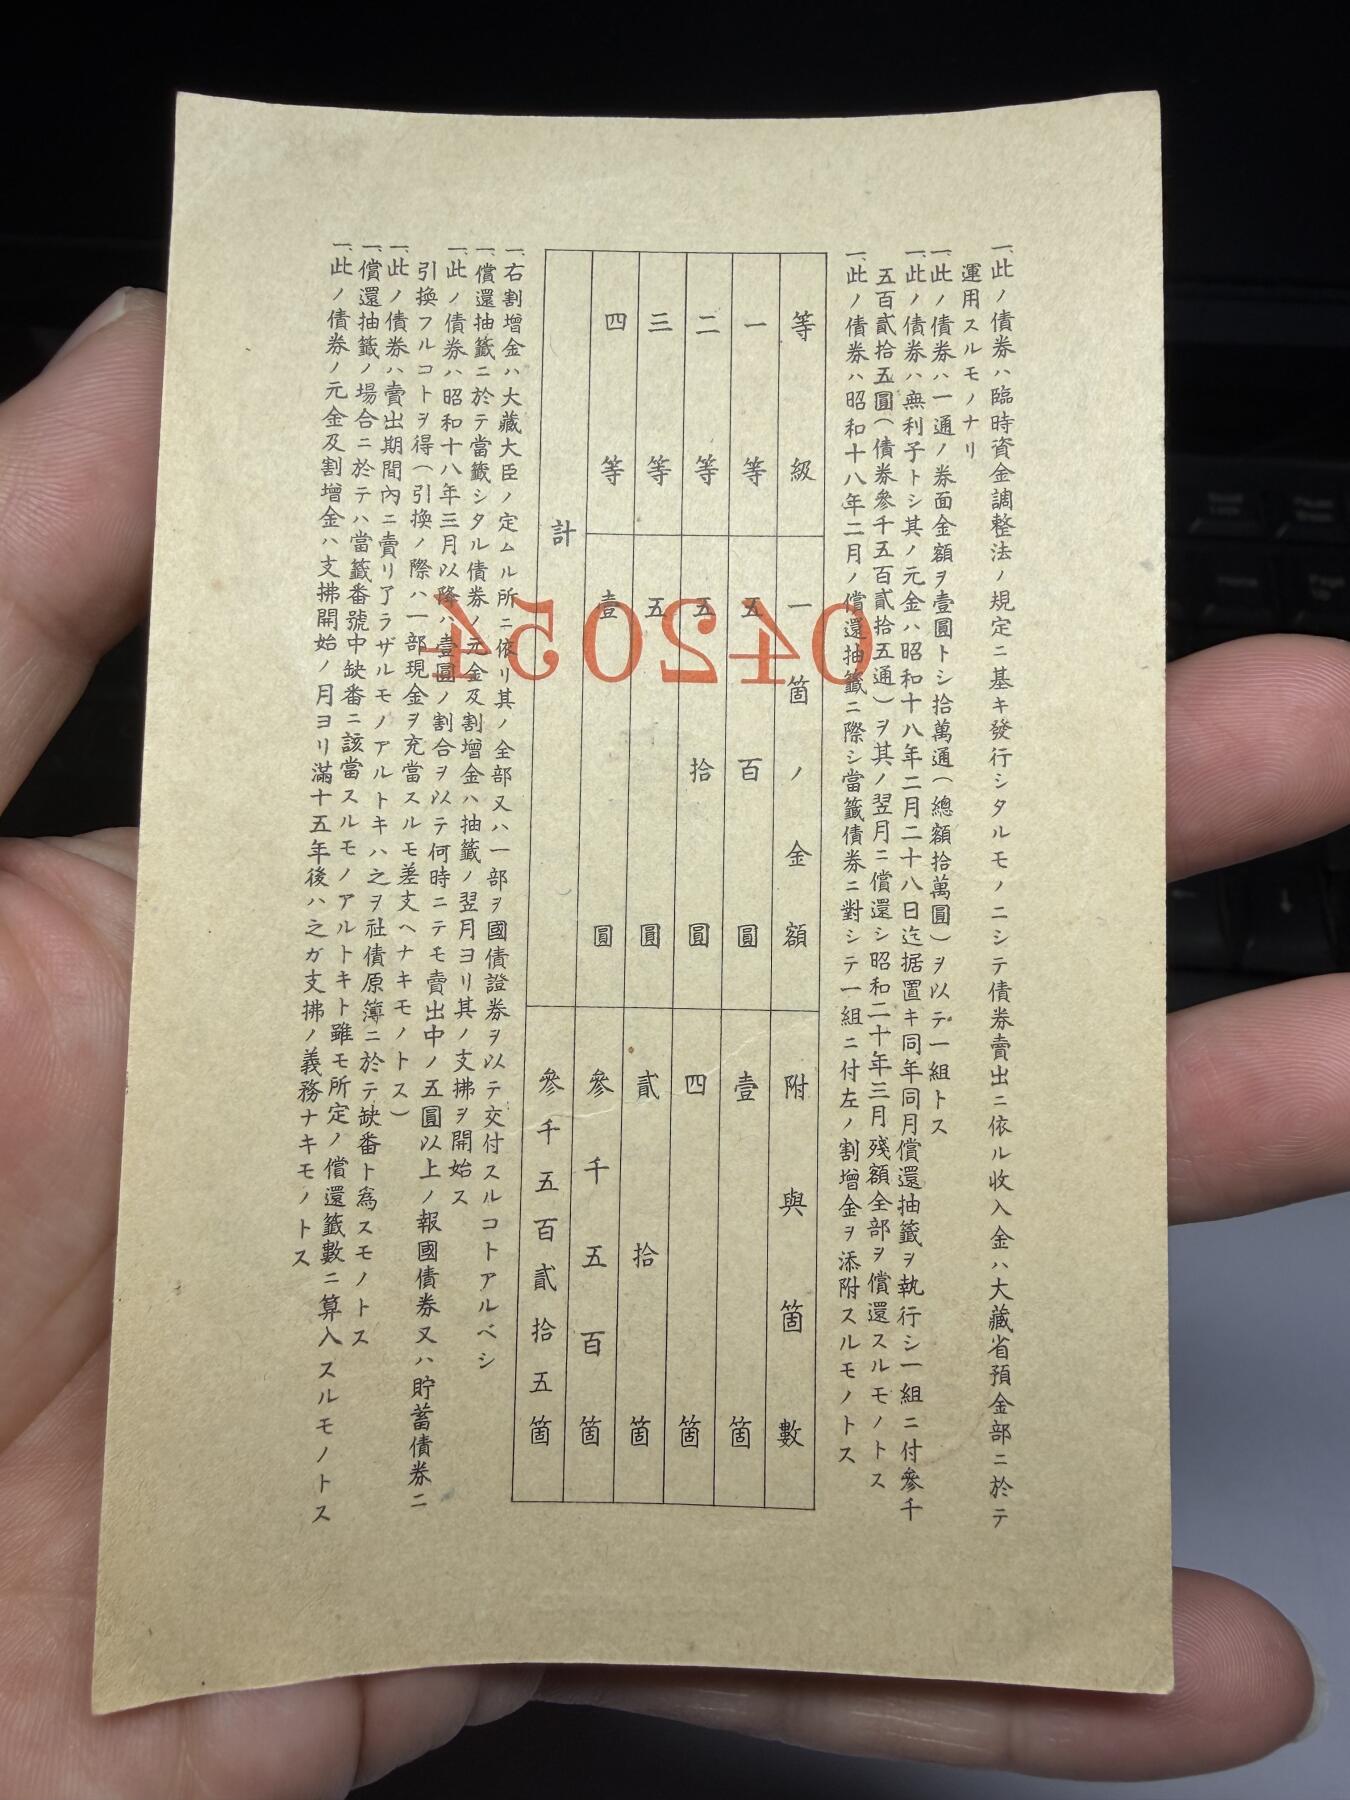 一、此ノ債券ハ臨時資金調整法ノ規定ニ基キ發行シタルモノニシテ債券賣出ニ依ル收入金ハ大藏省預金部ニ於テ
運用スルモノナリ
一、此ノ債券ハ一通ノ券面金額ヲ壹圓トシ拾萬通(總額拾萬圓)ヲ以テ一組トス
一、此ノ債券ハ無利子トシ其ノ元金ハ昭和十八年二月二十八日迄据置キ同年同月償還抽籤ヲ執行シ一組ニ付參千
五百貳拾五圓(債券參千五百貳拾五通)ヲ其ノ翌月ニ償還シ昭和二十年三月殘額全部ヲ償還スルモノトス
一、此ノ債券ハ昭和十八年二月ノ償還抽籤ニ際シ當籤債券ニ對シテ一組ニ付左ノ割增金ヲ添附スルモノトス
等級 一箇ノ金額 附與箇數
一等 五百圓 壹箇
二等 五拾圓 四箇
三等 五圓 貳拾箇
四等 壹圓 參千五百箇
計 參千五百貳拾五箇
一、右割增金ハ大藏大臣ノ定ムル所ニ依リ其ノ全部又ハ一部ヲ國債證券ヲ以テ交付スルコトアルベシ
一、償還抽籤ニ於テ當籤シタル債券ノ元金及割增金ハ抽籤ノ翌月ヨリ其ノ支拂ヲ開始ス
一、此ノ債券ハ昭和十八年三月以降ハ壹圓ノ割合ヲ以テ何時ニテモ賣出中ノ五圓以上ノ報國債券又ハ貯蓄債券ニ
引換フルコトヲ得(引換ノ際ハ一部現金ヲ充當スルモ差支ヘナキモノトス)
一、此ノ債券ハ賣出期間內ニ賣リ了ラザルモノアルトキハ之ヲ社債原簿ニ於テ缺番ト爲スモノトス
一、償還抽籤ノ場合ニ於テハ當籤番號中缺番ニ該當スルモノアルトキト雖モ所定ノ償還籤數ニ算入スルモノトス
一、此ノ債券ノ元金及割增金ハ支拂開始ノ月ヨリ滿十五年後ハ之ガ支拂ノ義務ナキモノトス
042054